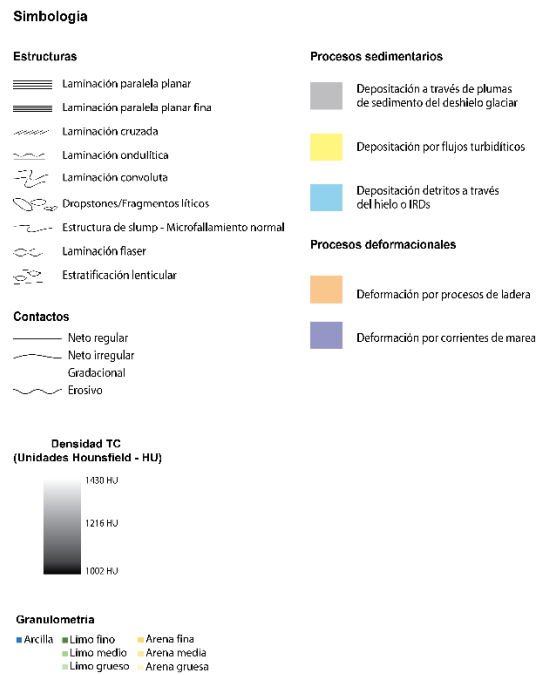 Simbología
Estructuras
Laminación paralela planar
Laminación paralela planar fina
Laminación cruzada
Laminación ondulítica
Laminación convoluta
Dropstones/Fragmentos líticos
Estructura de slump - Microfallamiento normal
Laminación flaser
Estratificación lenticular
Contactos
Neto regular
Neto irregular
Gradacional
Erosivo
Procesos sedimentarios
Depositación a través de plumas
de sedimento del deshielo glaciar
Depositación por flujos turbidíticos
Depositación detritos a través
del hielo o IRDs
Procesos deformacionales
Deformación por procesos de ladera
Deformación por corrientes de marea
Densidad TC
(Unidades Hounsfield - HU)
1430 HU
1216 HU
1002 HU
Granulometría
Arcilla Limo fino Arena fina
Limo medio Arena media
Limo grueso Arena gruesa